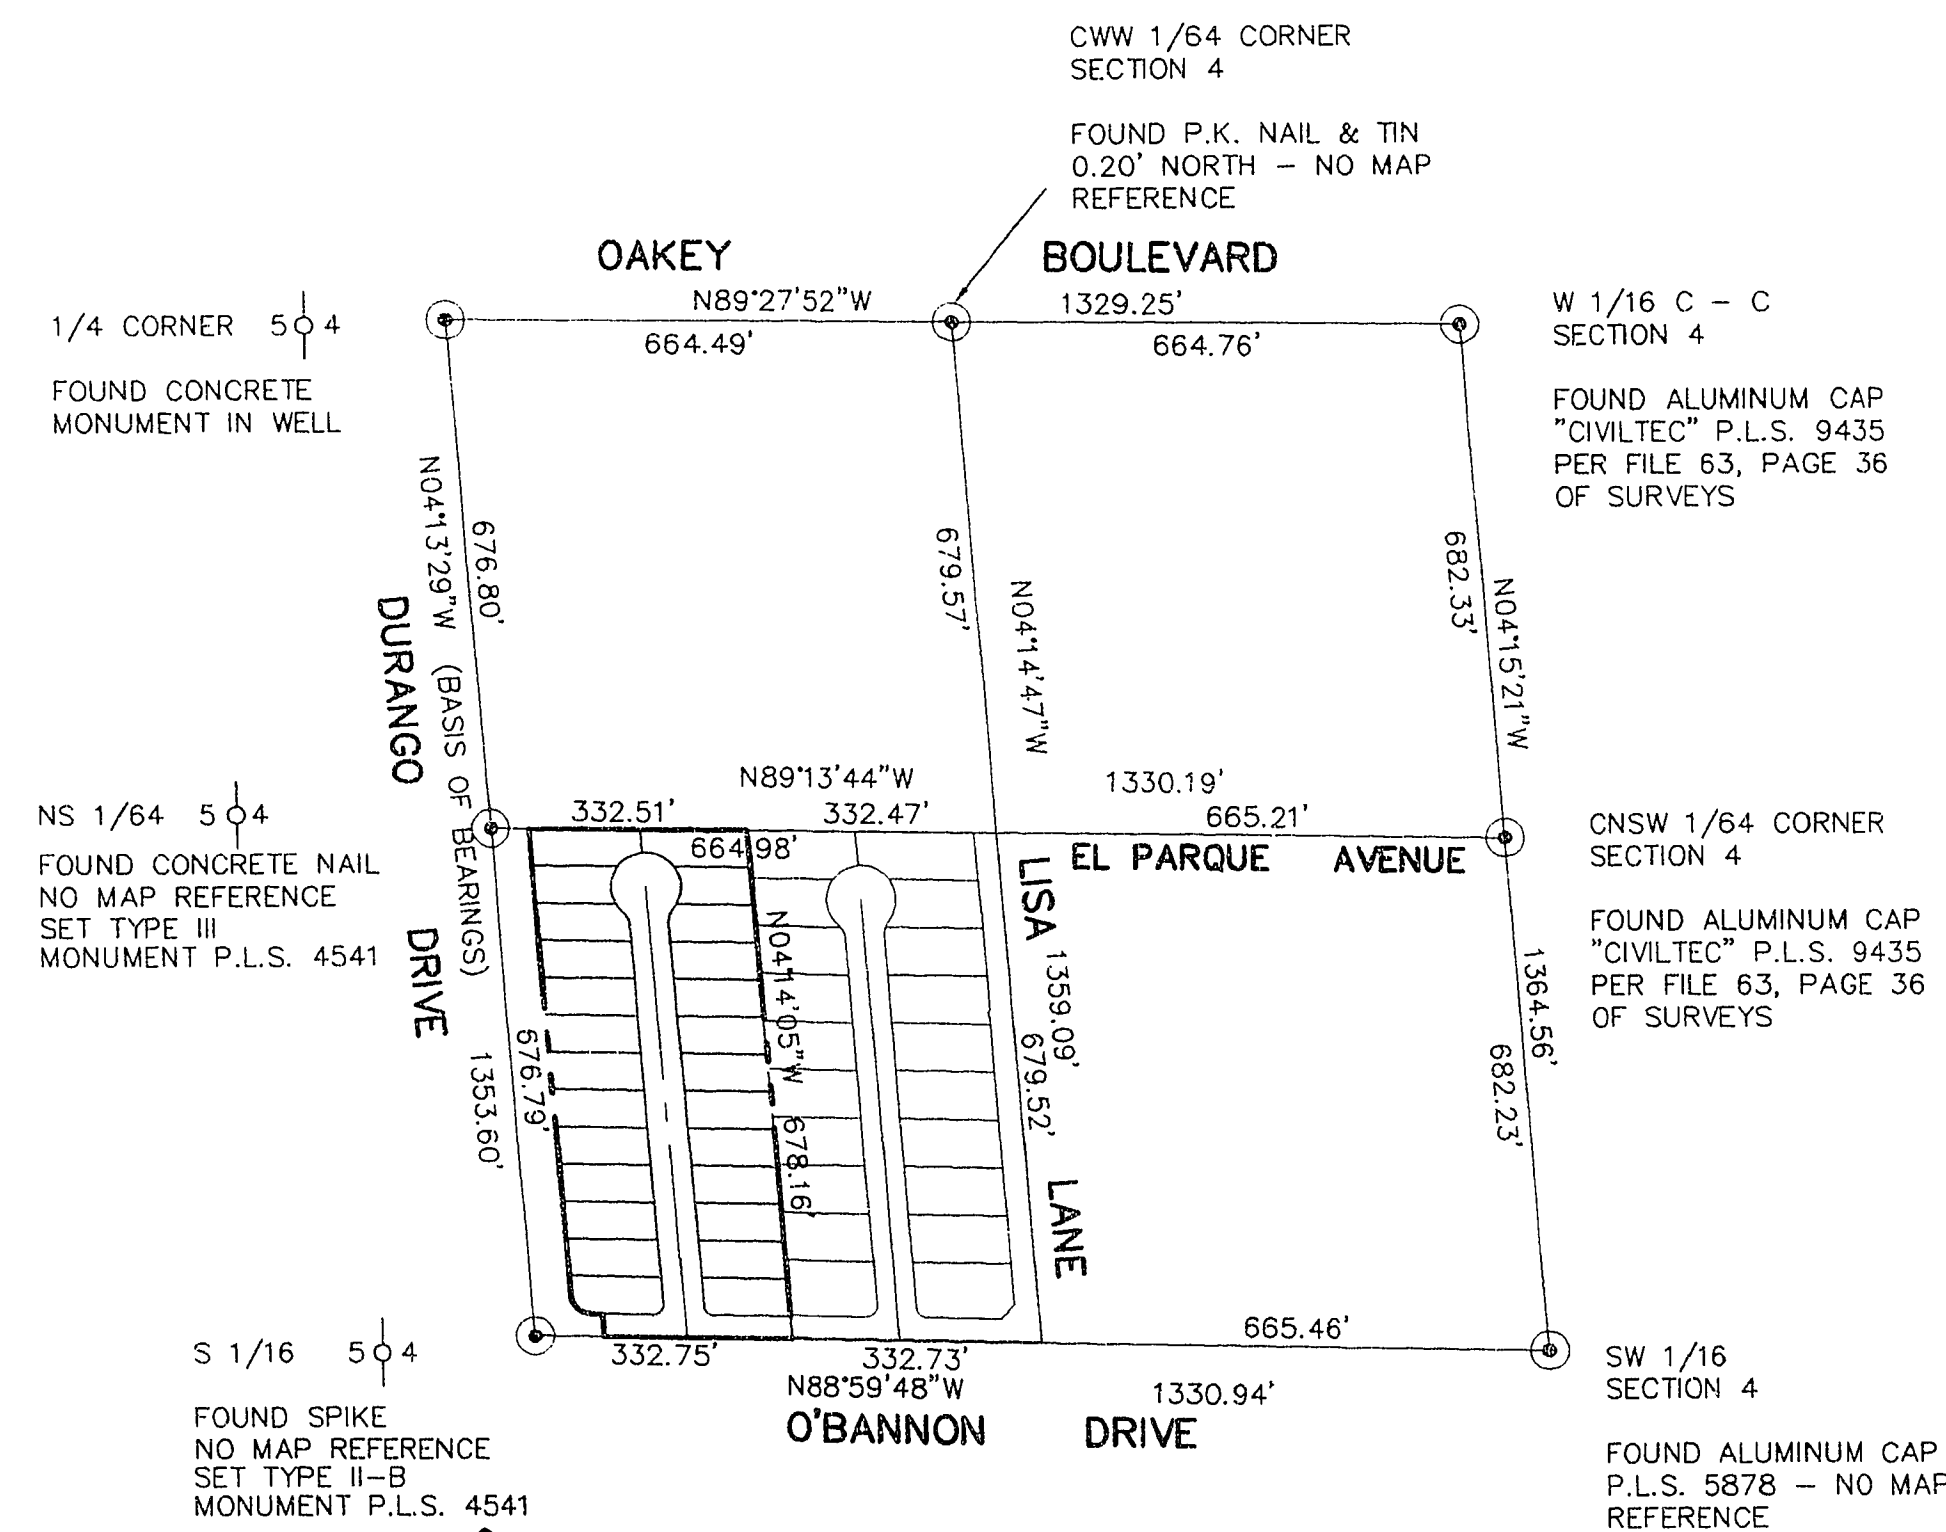 CWW 1/64 CORNER
SECTION 4
FOUND P.K. NAIL & TIN
0.20' NORTH – NO MAP
REFERENCE
OAKEY BOULEVARD
N89°27'52"W
1329.25'
664.49'
664.76'
1/4 CORNER 5 4
FOUND CONCRETE
MONUMENT IN WELL
W 1/16 C – C
SECTION 4
FOUND ALUMINUM CAP
"CIVILTEC" P.L.S. 9435
PER FILE 63, PAGE 36
OF SURVEYS
N04°13'29"W (BASIS OF BEARINGS)
676.80'
DURANGO DRIVE
679.57'
N04°14'47"W
682.33'
N04°15'21"W
N89°13'44"W
1330.19'
332.51'
332.47'
665.21'
664.98'
EL PARQUE AVENUE
NS 1/64 5 4
FOUND CONCRETE NAIL
NO MAP REFERENCE
SET TYPE III
MONUMENT P.L.S. 4541
CNSW 1/64 CORNER
SECTION 4
FOUND ALUMINUM CAP
"CIVILTEC" P.L.S. 9435
PER FILE 63, PAGE 36
OF SURVEYS
LISA LANE
1359.09'
679.52'
N04°14'05"W
678.16'
676.79'
1353.60'
1364.56'
682.23'
S 1/16 5 4
FOUND SPIKE
NO MAP REFERENCE
SET TYPE II–B
MONUMENT P.L.S. 4541
332.75'
332.73'
665.46'
N88°59'48"W
1330.94'
O'BANNON DRIVE
SW 1/16
SECTION 4
FOUND ALUMINUM CAP
P.L.S. 5878 – NO MAP
REFERENCE